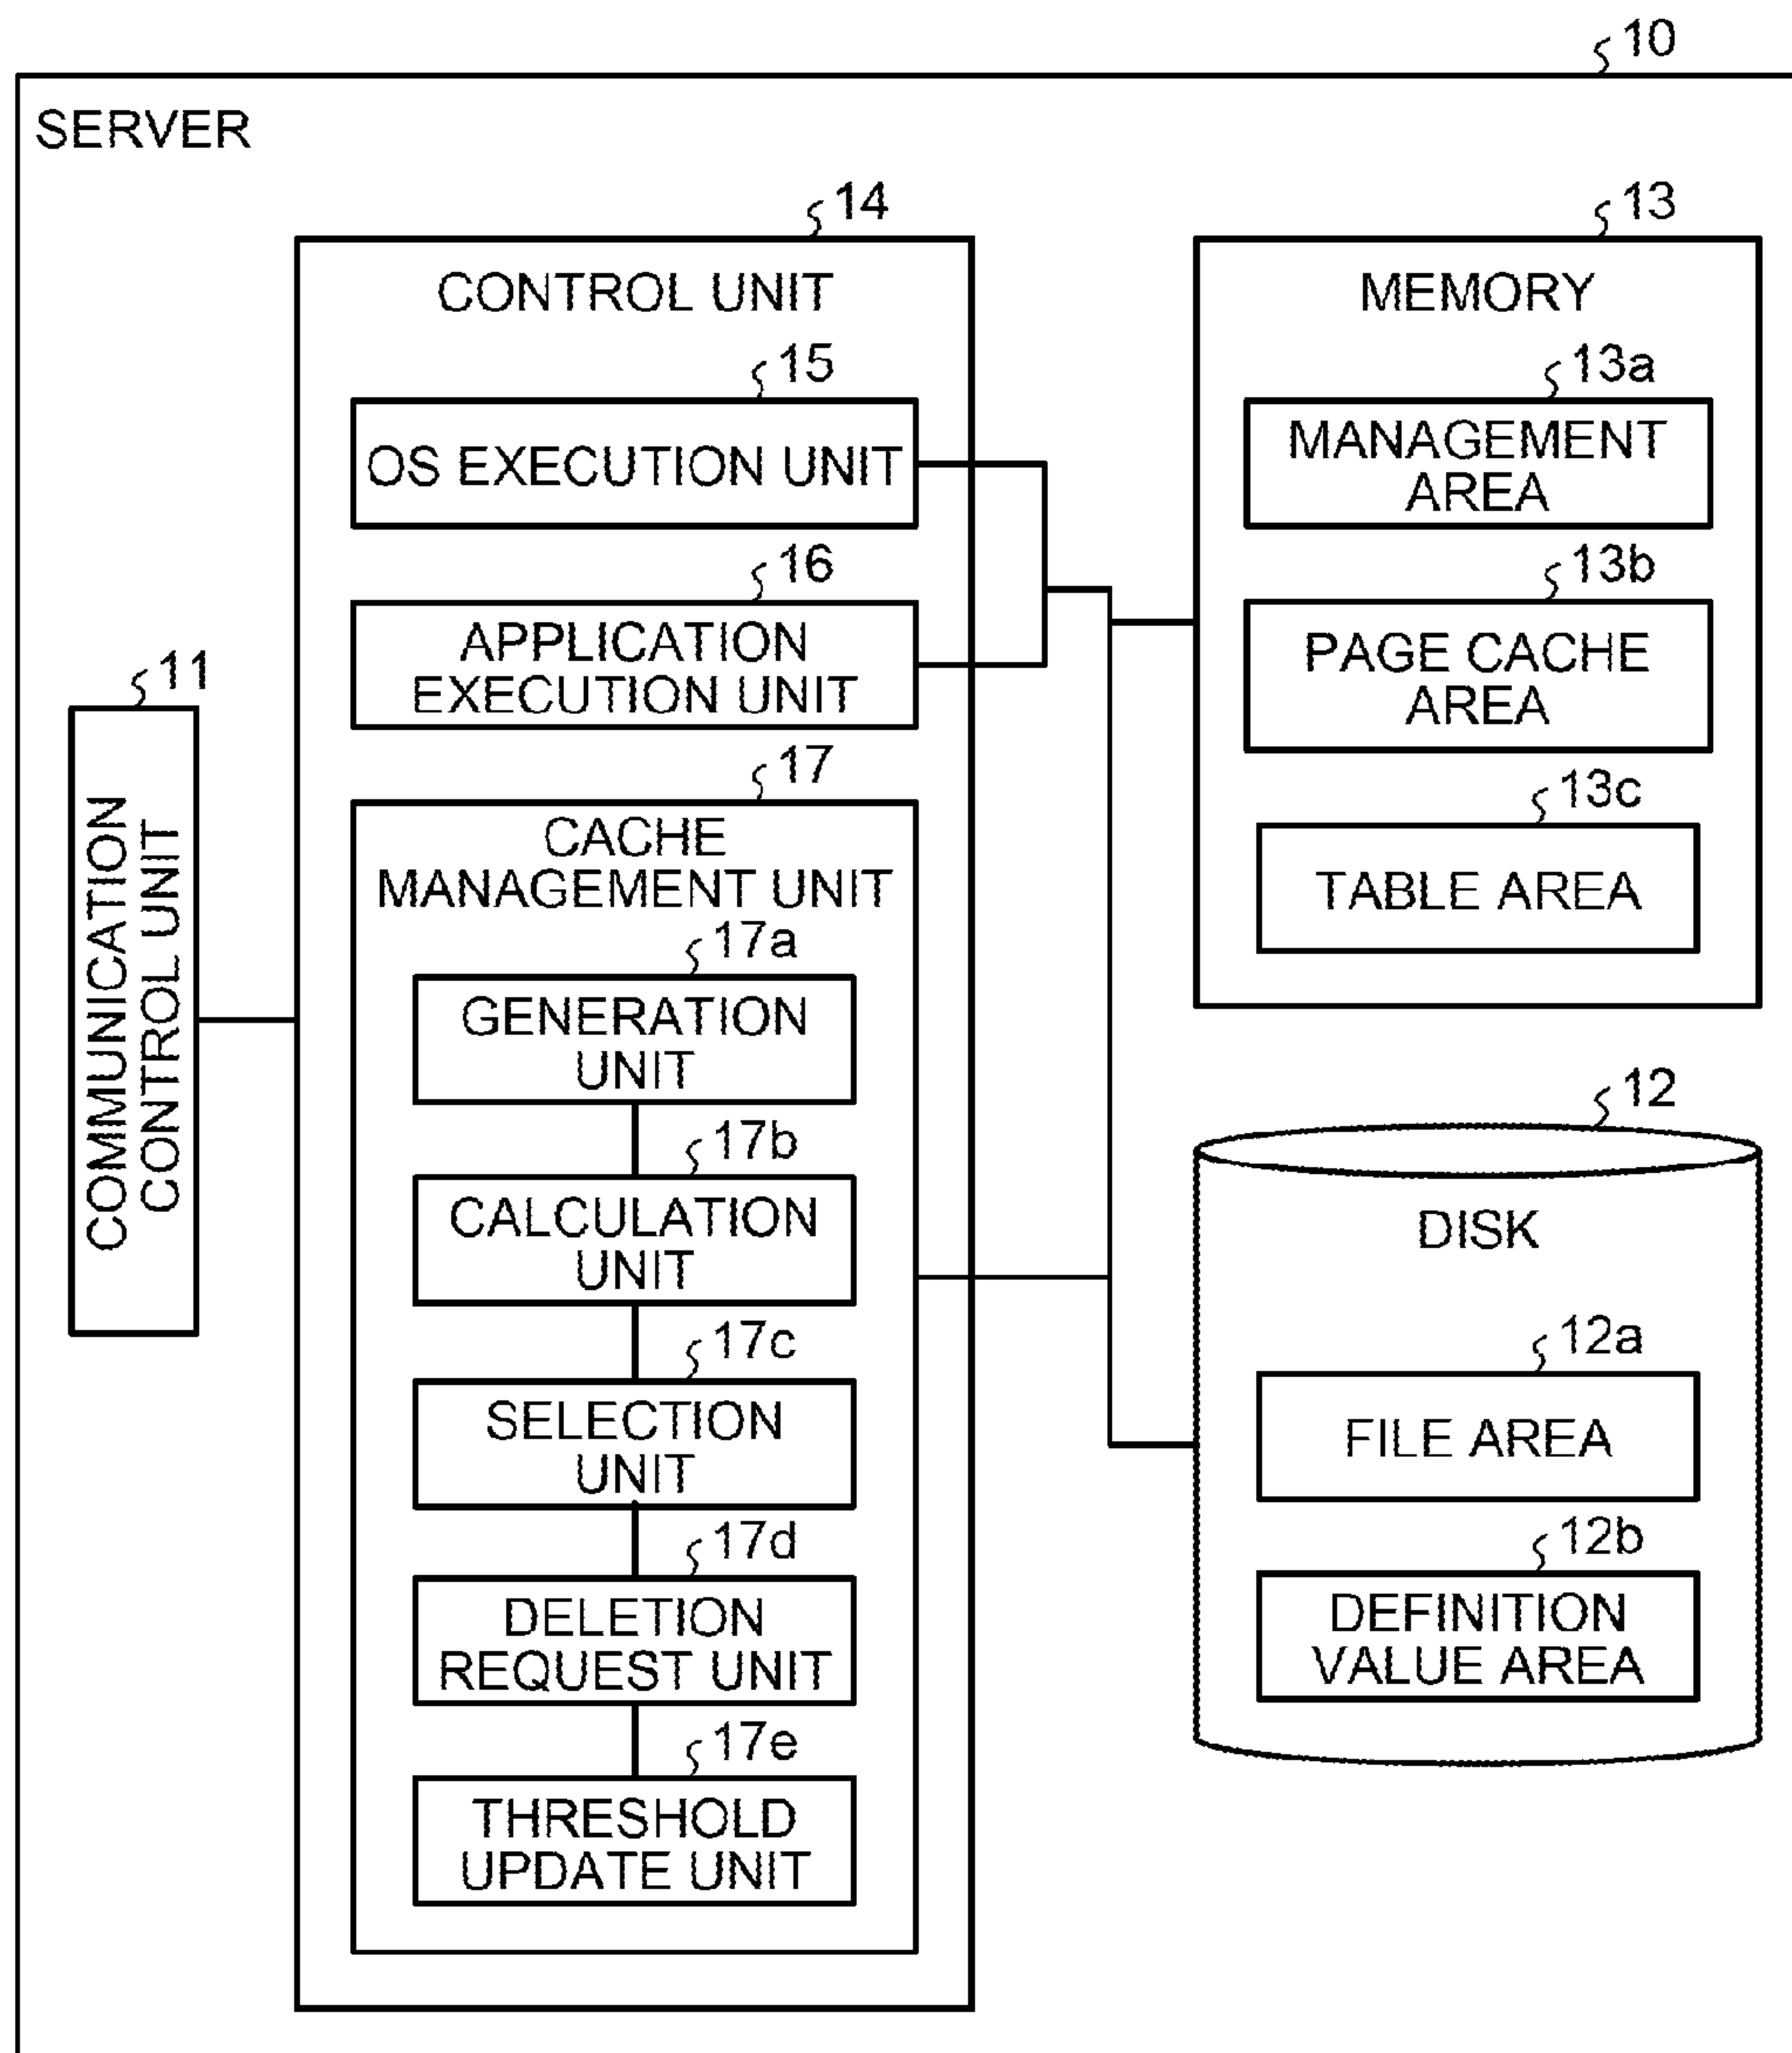 10
SERVER
14
CONTROL UNIT
15
OS EXECUTION UNIT
16
APPLICATION
EXECUTION UNIT
11
COMMUNICATION
CONTROL UNIT
17
CACHE
MANAGEMENT UNIT
17a
GENERATION
UNIT
17b
CALCULATION
UNIT
17c
SELECTION
UNIT
17d
DELETION
REQUEST UNIT
17e
THRESHOLD
UPDATE UNIT
13
MEMORY
13a
MANAGEMENT
AREA
13b
PAGE CACHE
AREA
13c
TABLE AREA
12
DISK
12a
FILE AREA
12b
DEFINITION
VALUE AREA